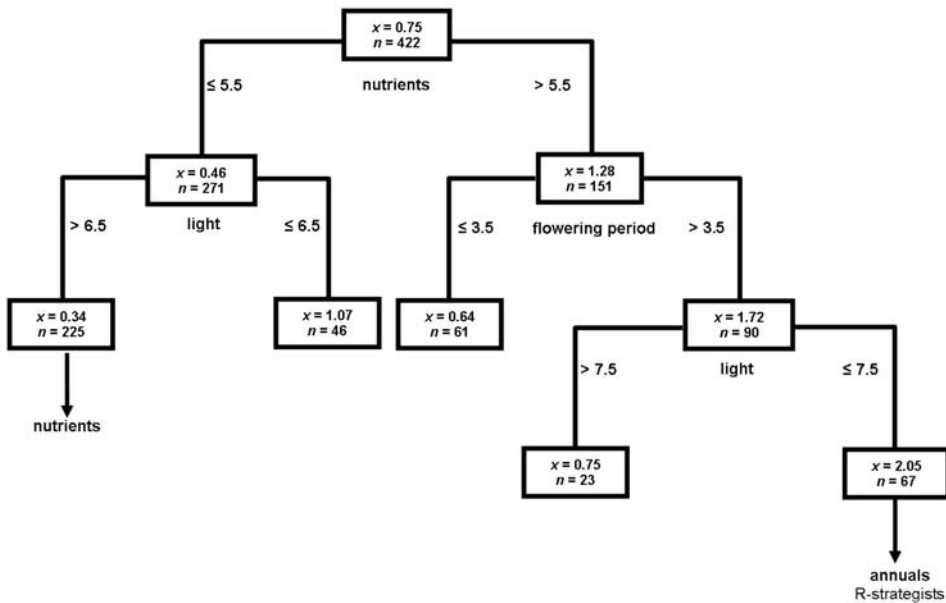 x = 0.75
n = 422
≤ 5.5
nutrients
> 5.5
x = 0.46
n = 271
x = 1.28
n = 151
> 6.5
light
≤ 6.5
≤ 3.5
flowering period
> 3.5
x = 0.34
n = 225
x = 1.07
n = 46
x = 0.64
n = 61
x = 1.72
n = 90
> 7.5
light
≤ 7.5
nutrients
x = 0.75
n = 23
x = 2.05
n = 67
annuals
R-strategists